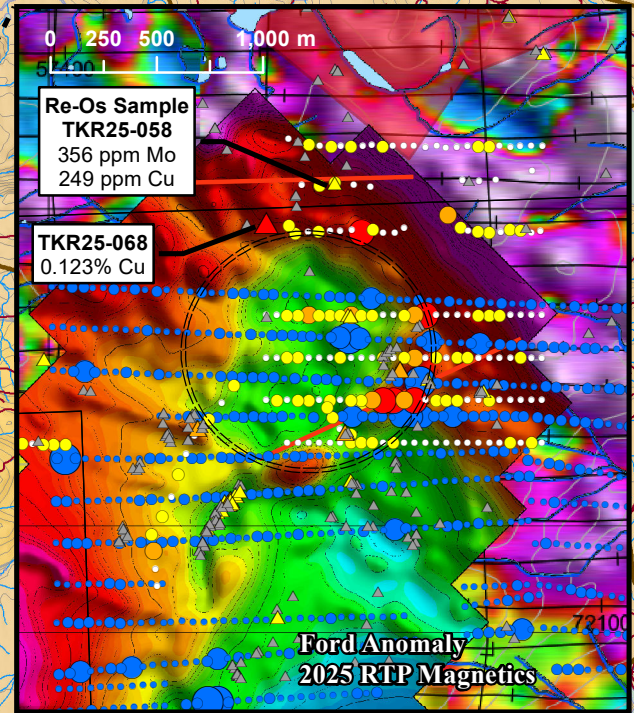 0 250 500 1,000 m
Re-Os Sample
TKR25-058
356 ppm Mo
249 ppm Cu
TKR25-068
0.123% Cu
72100
Ford Anomaly
2025 RTP Magnetics